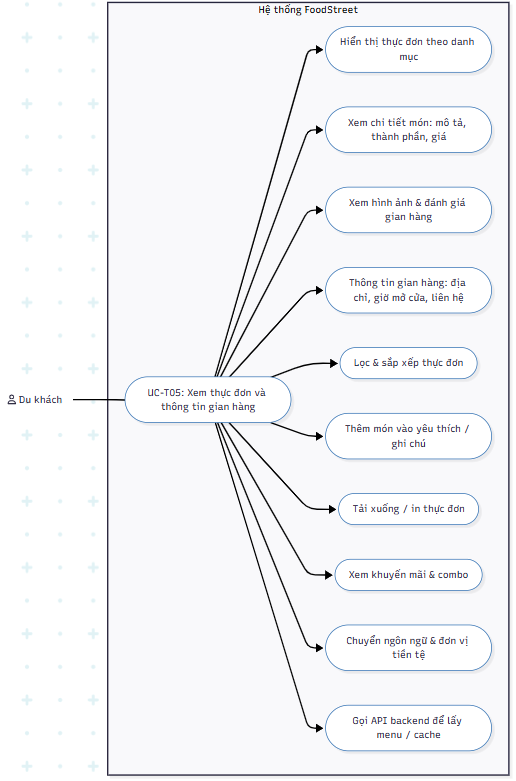 Hệ thống FoodStreet
Hiển thị thực đơn theo danh
mục
Xem chi tiết món: mô tả,
thành phần, giá
Xem hình ảnh & đánh giá
gian hàng
Thông tin gian hàng: địa
chỉ, giờ mở cửa, liên hệ
Lọc & sắp xếp thực đơn
Du khách
UC-T05: Xem thực đơn và
thông tin gian hàng
Thêm món vào yêu thích /
ghi chú
Tải xuống / in thực đơn
Xem khuyến mãi & combo
Chuyển ngôn ngữ & đơn vị
tiền tệ
Gọi API backend để lấy
menu / cache